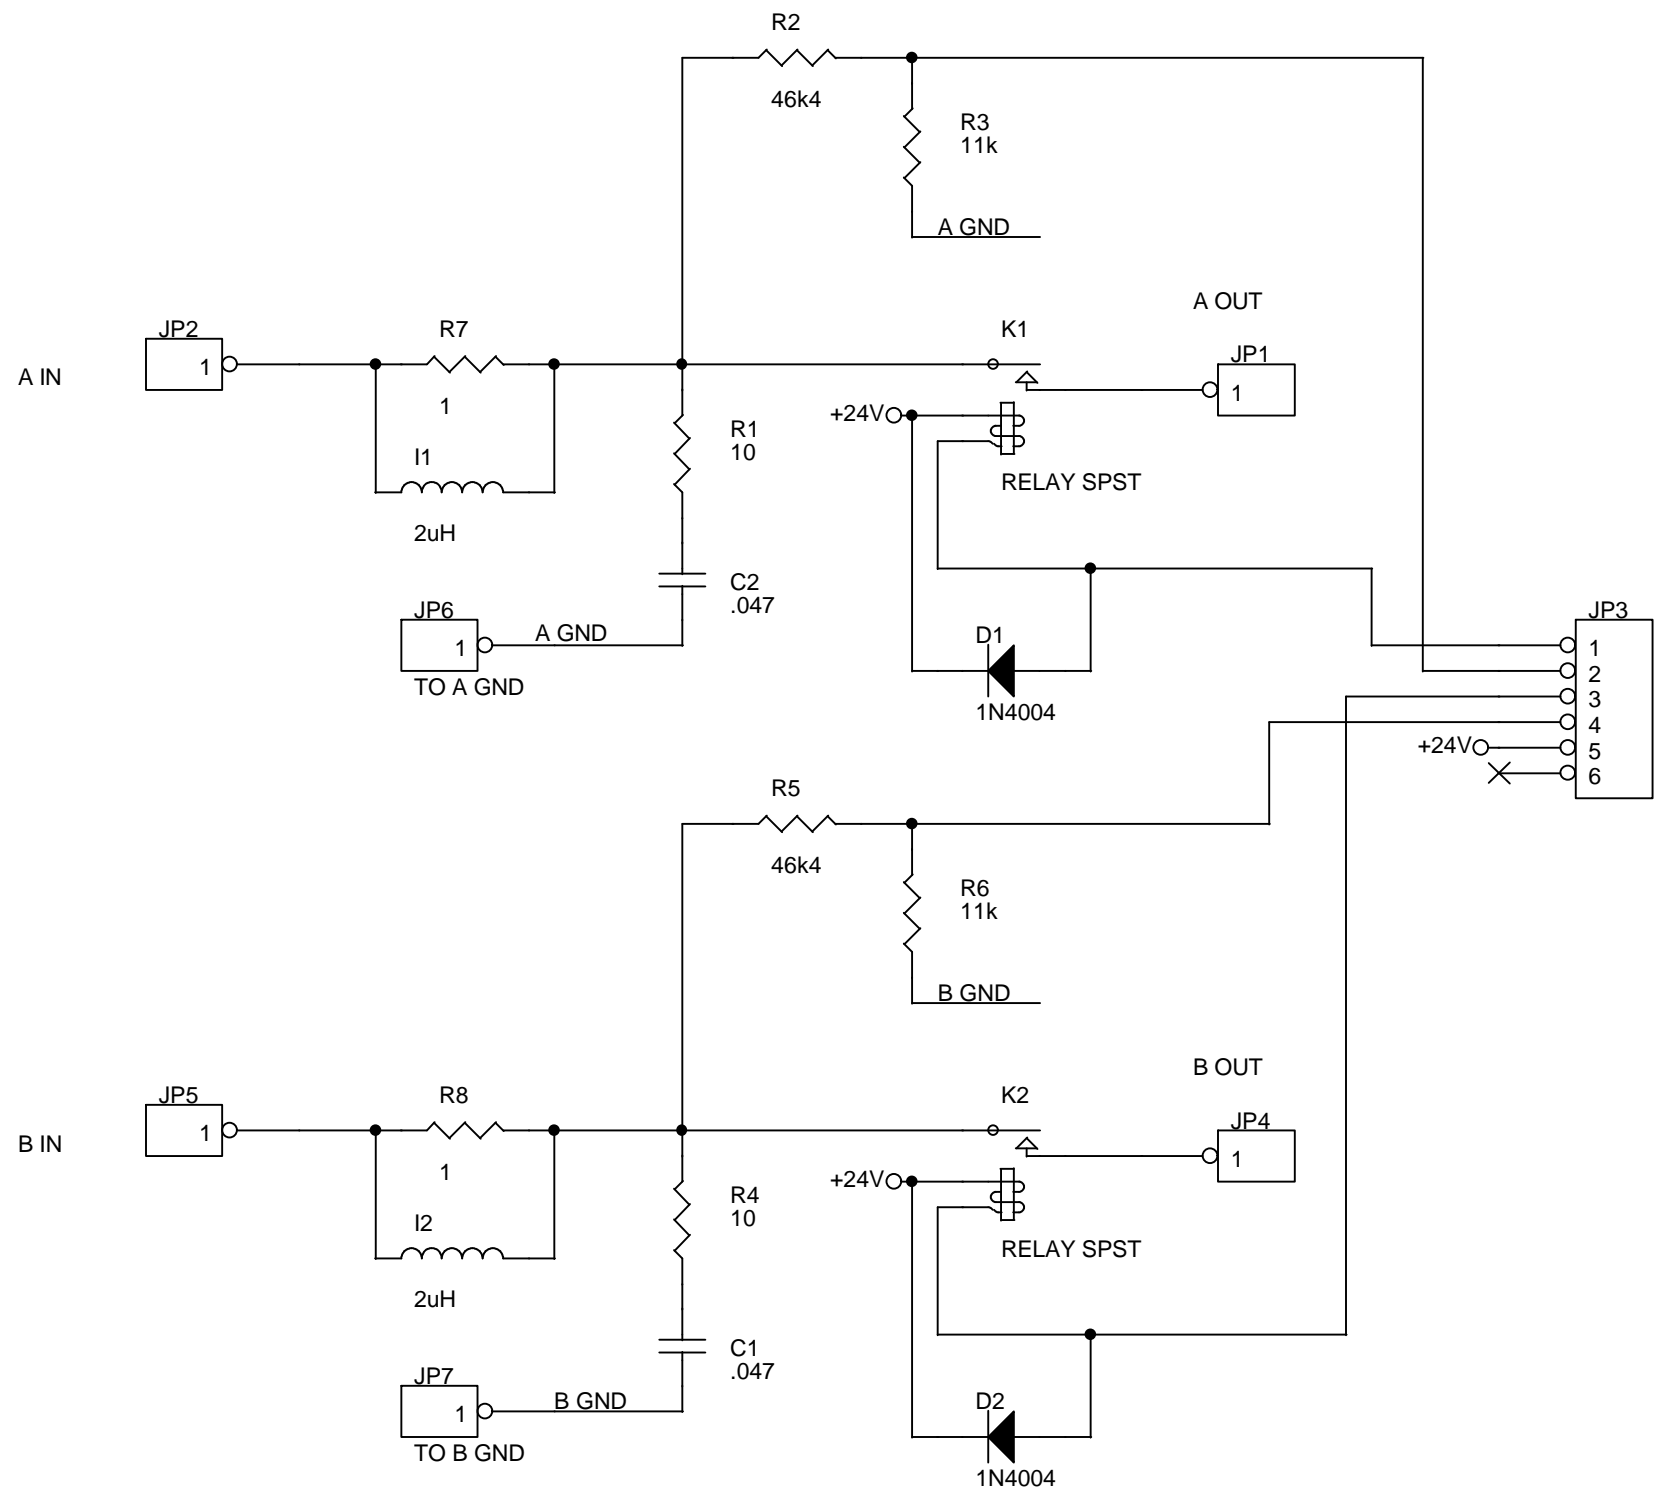 R2
46k4
R3
11k
A GND
A OUT
JP2
R7
K1
JP1
1
1
A IN
1
+24V
R1
10
I1
RELAY SPST
2uH
C2
.047
JP6
JP3
A GND
D1
1
1
TO A GND
2
1N4004
3
4
+24V
5
6
R5
46k4
R6
11k
B GND
B OUT
JP5
R8
K2
JP4
1
1
B IN
1
+24V
R4
10
I2
RELAY SPST
2uH
C1
.047
JP7
B GND
D2
1
TO B GND
1N4004